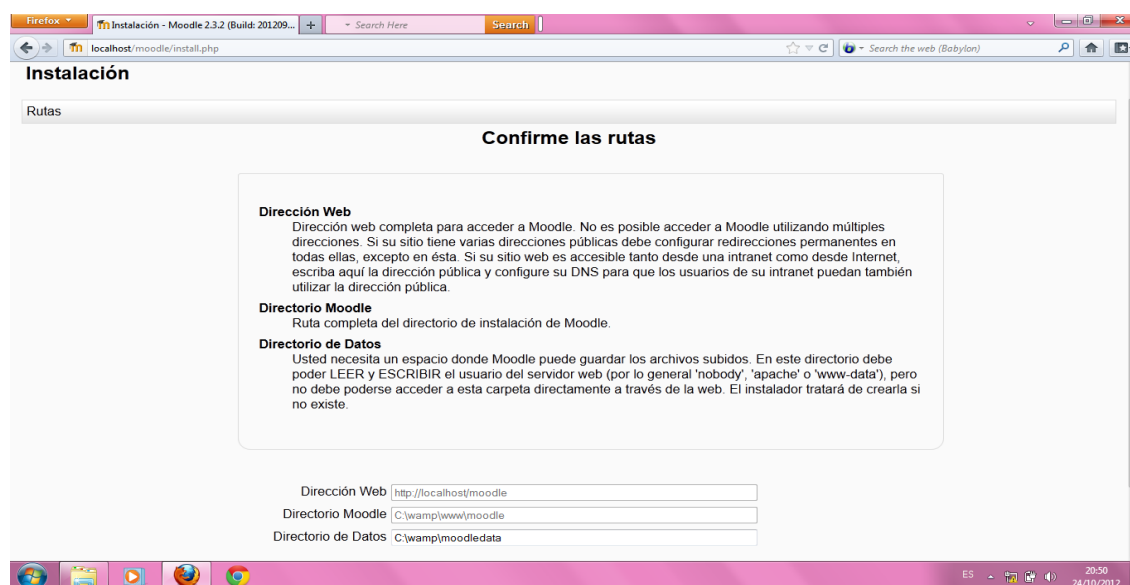 Firefox
Instalación - Moodle 2.3.2 (Build: 201209... + Search Here Search
localhost/moodle/install.php Search the web (Babylon)
Instalación
Rutas
Confirme las rutas
Dirección Web
Dirección web completa para acceder a Moodle. No es posible acceder a Moodle utilizando múltiples
direcciones. Si su sitio tiene varias direcciones públicas debe configurar redirecciones permanentes en
todas ellas, excepto en ésta. Si su sitio web es accesible tanto desde una intranet como desde Internet,
escriba aquí la dirección pública y configure su DNS para que los usuarios de su intranet puedan también
utilizar la dirección pública.
Directorio Moodle
Ruta completa del directorio de instalación de Moodle.
Directorio de Datos
Usted necesita un espacio donde Moodle puede guardar los archivos subidos. En este directorio debe
poder LEER y ESCRIBIR el usuario del servidor web (por lo general 'nobody', 'apache' o 'www-data'), pero
no debe poderse acceder a esta carpeta directamente a través de la web. El instalador tratará de crearla si
no existe.
Dirección Web http://localhost/moodle
Directorio Moodle C:\wamp\www\moodle
Directorio de Datos C:\wamp\moodledata
ES 20:50
24/10/2012